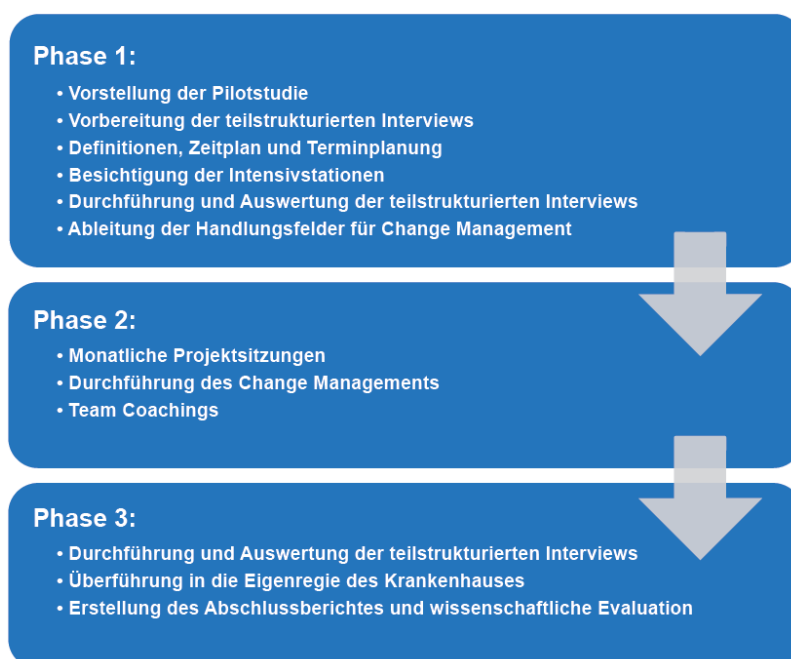 Phase 1:
• Vorstellung der Pilotstudie
• Vorbereitung der teilstrukturierten Interviews
• Definitionen, Zeitplan und Terminplanung
• Besichtigung der Intensivstationen
• Durchführung und Auswertung der teilstrukturierten Interviews
• Ableitung der Handlungsfelder für Change Management
Phase 2:
• Monatliche Projektsitzungen
• Durchführung des Change Managements
• Team Coachings
Phase 3:
• Durchführung und Auswertung der teilstrukturierten Interviews
• Überführung in die Eigenregie des Krankenhauses
• Erstellung des Abschlussberichtes und wissenschaftliche Evaluation